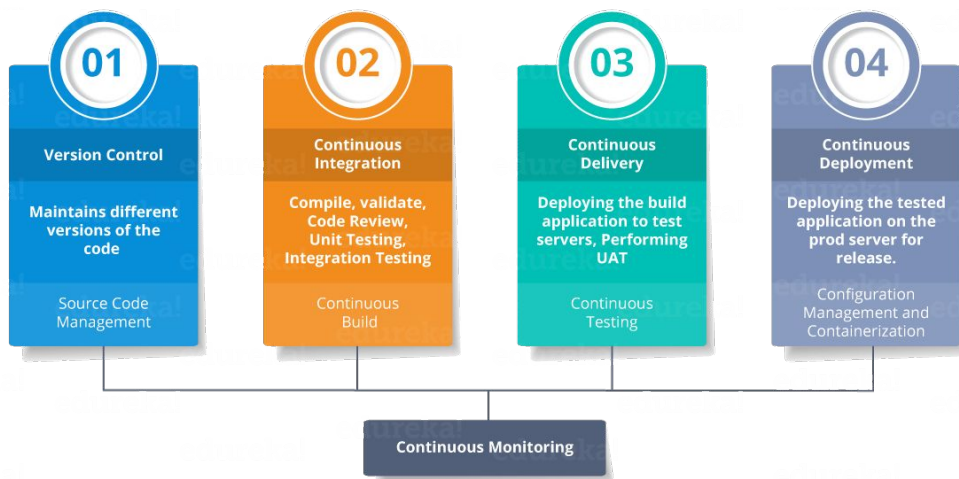 01
Version Control
Maintains different
versions of the
code
Source Code
Management
02
Continuous
Integration
Compile, validate,
Code Review,
Unit Testing,
Integration Testing
Continuous
Build
03
Continuous
Delivery
Deploying the build
application to test
servers, Performing
UAT
Continuous
Testing
04
Continuous
Deployment
Deploying the tested
application on the
prod server for
release.
Configuration
Management and
Containerization
Continuous Monitoring
edureka!